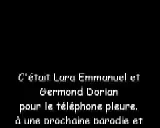 C'était Lara Emmanuel et
Germond Dorian
pour le téléphone pleure.
à une prochaine parodie et